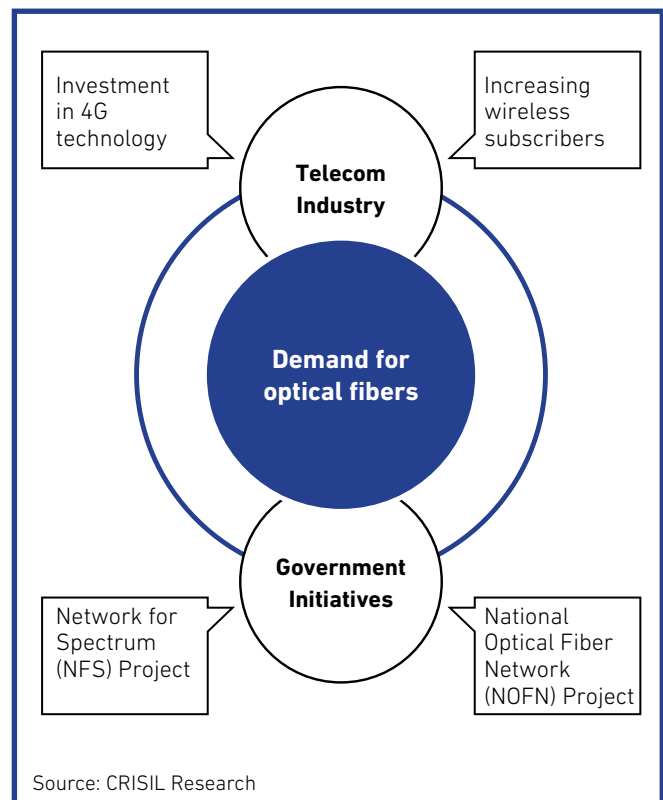 Investment
in 4G
technology
Increasing
wireless
subscribers
Telecom
Industry
Demand for
optical fibers
Government
Initiatives
Network for
Spectrum
(NFS) Project
National
Optical Fiber
Network
(NOFN) Project
Source: CRISIL Research